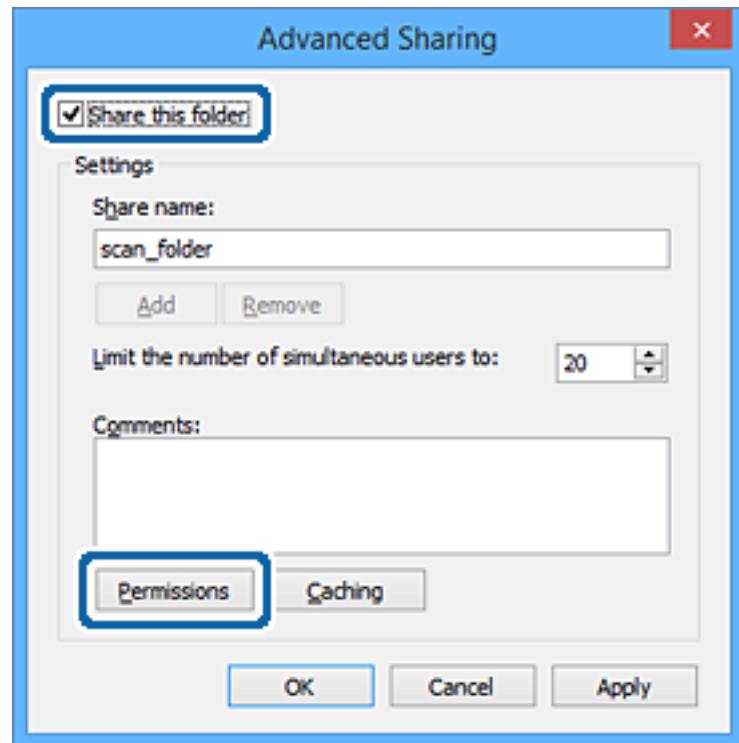 Advanced Sharing
Share this folder
Settings
Share name:
scan_folder
Add Remove
Limit the number of simultaneous users to: 20
Comments:
Permissions Caching
OK Cancel Apply